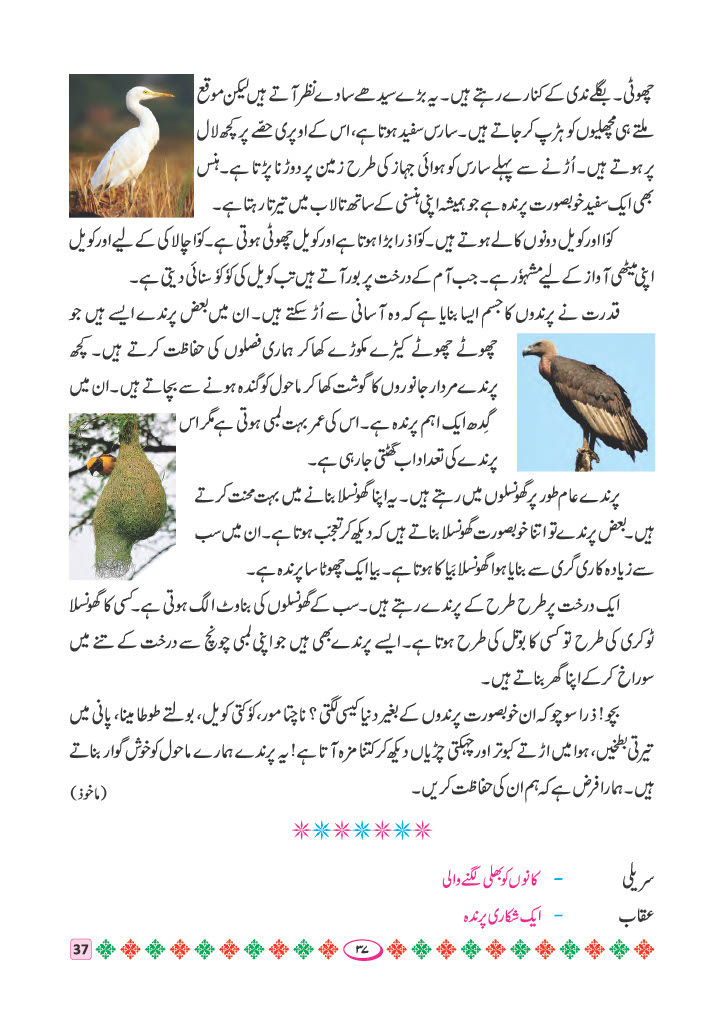 چھوٹی۔ بگلے ندی کے کنارے رہتے ہیں۔ یہ بڑے سیدھے سادے نظر آتے ہیں لیکن موقع
ملتے ہی مچھلیوں کو ہڑپ کر جاتے ہیں۔ سارس سفید ہوتا ہے، اس کے اوپری حصّے پر کچھ لال
پر ہوتے ہیں۔ اُڑنے سے پہلے سارس کو ہوائی جہاز کی طرح زمین پر دوڑنا پڑتا ہے۔ ہنس
بھی ایک سفید خوبصورت پرندہ ہے جو ہمیشہ اپنی ہنسنی کے ساتھ تالاب میں تیرتا رہتا ہے۔
کوّا اور کویل دونوں کالے ہوتے ہیں۔ کوّا ذرا بڑا ہوتا ہے اور کویل چھوٹی ہوتی ہے۔ کوّا چالاکی کے لیے اور کویل
اپنی میٹھی آواز کے لیے مشہور ہے۔ جب آم کے درخت پر بور آتے ہیں تب کویل کی کوٗ کوٗ سنائی دیتی ہے۔
قدرت نے پرندوں کا جسم ایسا بنایا ہے کہ وہ آسانی سے اُڑ سکتے ہیں۔ ان میں بعض پرندے ایسے ہیں جو
چھوٹے چھوٹے کیڑے مکوڑے کھا کر ہماری فصلوں کی حفاظت کرتے ہیں۔ کچھ
پرندے مردار جانوروں کا گوشت کھا کر ماحول کو گندہ ہونے سے بچاتے ہیں۔ ان میں
گِدھ ایک اہم پرندہ ہے۔ اس کی عمر بہت لمبی ہوتی ہے مگر اس
پرندے کی تعداد اب گھٹتی جا رہی ہے۔
پرندے عام طور پر گھونسلوں میں رہتے ہیں۔ یہ اپنا گھونسلا بنانے میں بہت محنت کرتے
ہیں۔ بعض پرندے تو اتنا خوبصورت گھونسلا بناتے ہیں کہ دیکھ کر تعجب ہوتا ہے۔ ان میں سب
سے زیادہ کاری گری سے بنایا ہوا گھونسلا بیا کا ہوتا ہے۔ بیا ایک چھوٹا سا پرندہ ہے۔
ایک درخت پر طرح طرح کے پرندے رہتے ہیں۔ سب کے گھونسلوں کی بناوٹ الگ ہوتی ہے۔ کسی کا گھونسلا
ٹوکری کی طرح تو کسی کا بوتل کی طرح ہوتا ہے۔ ایسے پرندے بھی ہیں جو اپنی لمبی چونچ سے درخت کے تنے میں
سوراخ کر کے اپنا گھر بناتے ہیں۔
بچو! ذرا سوچو کہ ان خوبصورت پرندوں کے بغیر دنیا کیسی لگتی؟ ناچتا مور، کوٗکتی کویل، بولتے طوطا مینا، پانی میں
تیرتی بطخیں، ہوا میں اڑتے کبوتر اور چہکتی چڑیاں دیکھ کر کتنا مزہ آتا ہے! یہ پرندے ہمارے ماحول کو خوش گوار بناتے
ہیں۔ ہمارا فرض ہے کہ ہم ان کی حفاظت کریں۔ (ماخوذ)
سریلی – کانوں کو بھلی لگنے والی
عقاب – ایک شکاری پرندہ
37 ۳۷